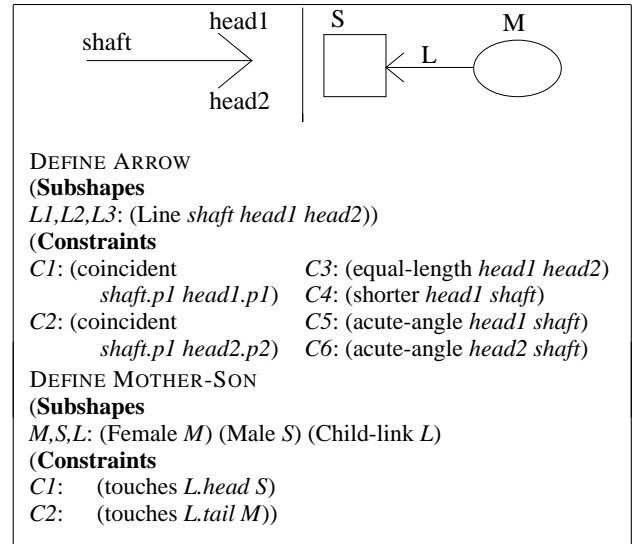 head1
shaft
head2
S
M
L
DEFINE ARROW
(Subshapes
L1,L2,L3: (Line shaft head1 head2))
(Constraints
C1: (coincident
shaft.p1 head1.p1)
C2: (coincident
shaft.p1 head2.p2)
C3: (equal-length head1 head2)
C4: (shorter head1 shaft)
C5: (acute-angle head1 shaft)
C6: (acute-angle head2 shaft)
DEFINE MOTHER-SON
(Subshapes
M,S,L: (Female M) (Male S) (Child-link L)
(Constraints
C1: (touches L.head S)
C2: (touches L.tail M))